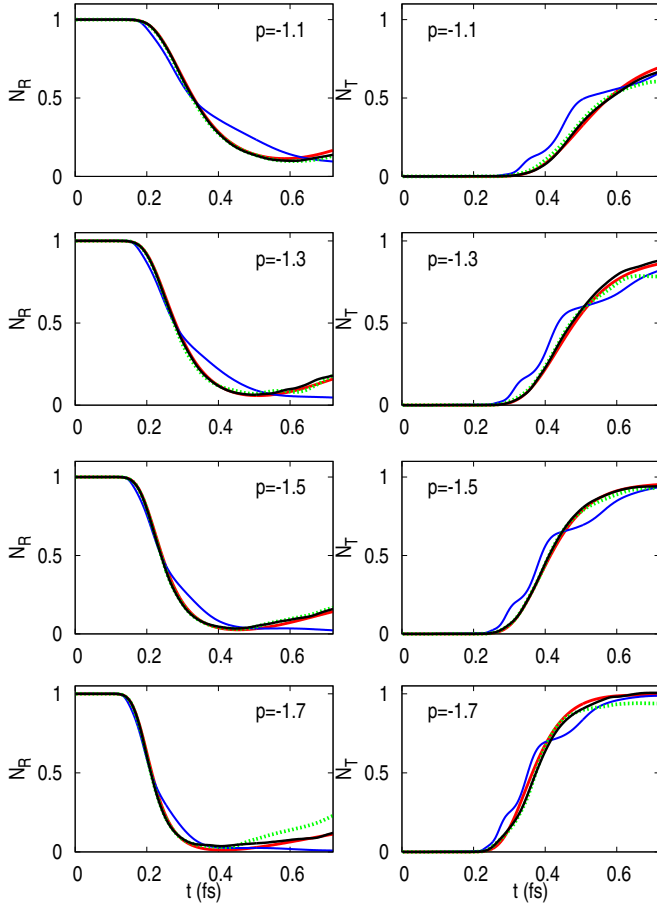 N_R 1 0.5 0 p=-1.1 0 0.2 0.4 0.6
N_T 1 0.5 0 p=-1.1 0 0.2 0.4 0.6
N_R 1 0.5 0 p=-1.3 0 0.2 0.4 0.6
N_T 1 0.5 0 p=-1.3 0 0.2 0.4 0.6
N_R 1 0.5 0 p=-1.5 0 0.2 0.4 0.6
N_T 1 0.5 0 p=-1.5 0 0.2 0.4 0.6
N_R 1 0.5 0 p=-1.7 0 0.2 0.4 0.6
t (fs)
N_T 1 0.5 0 p=-1.7 0 0.2 0.4 0.6
t (fs)